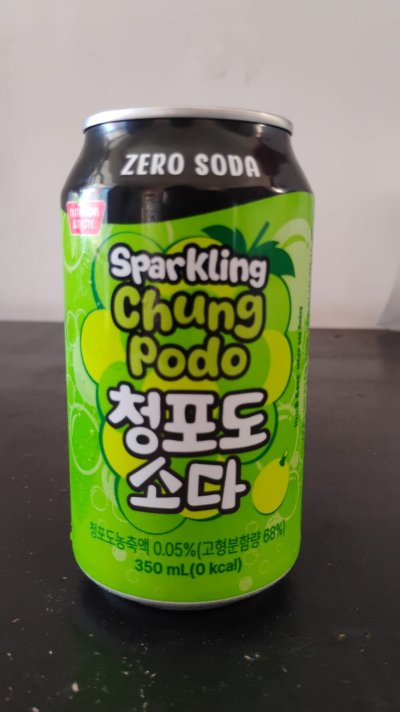 ZERO SODA
& TASTE
Sparkling
Chung
Podo
청포도
소다
청포도농축액 0.05%(고형분함량 68%)
350 mL(0 kcal)